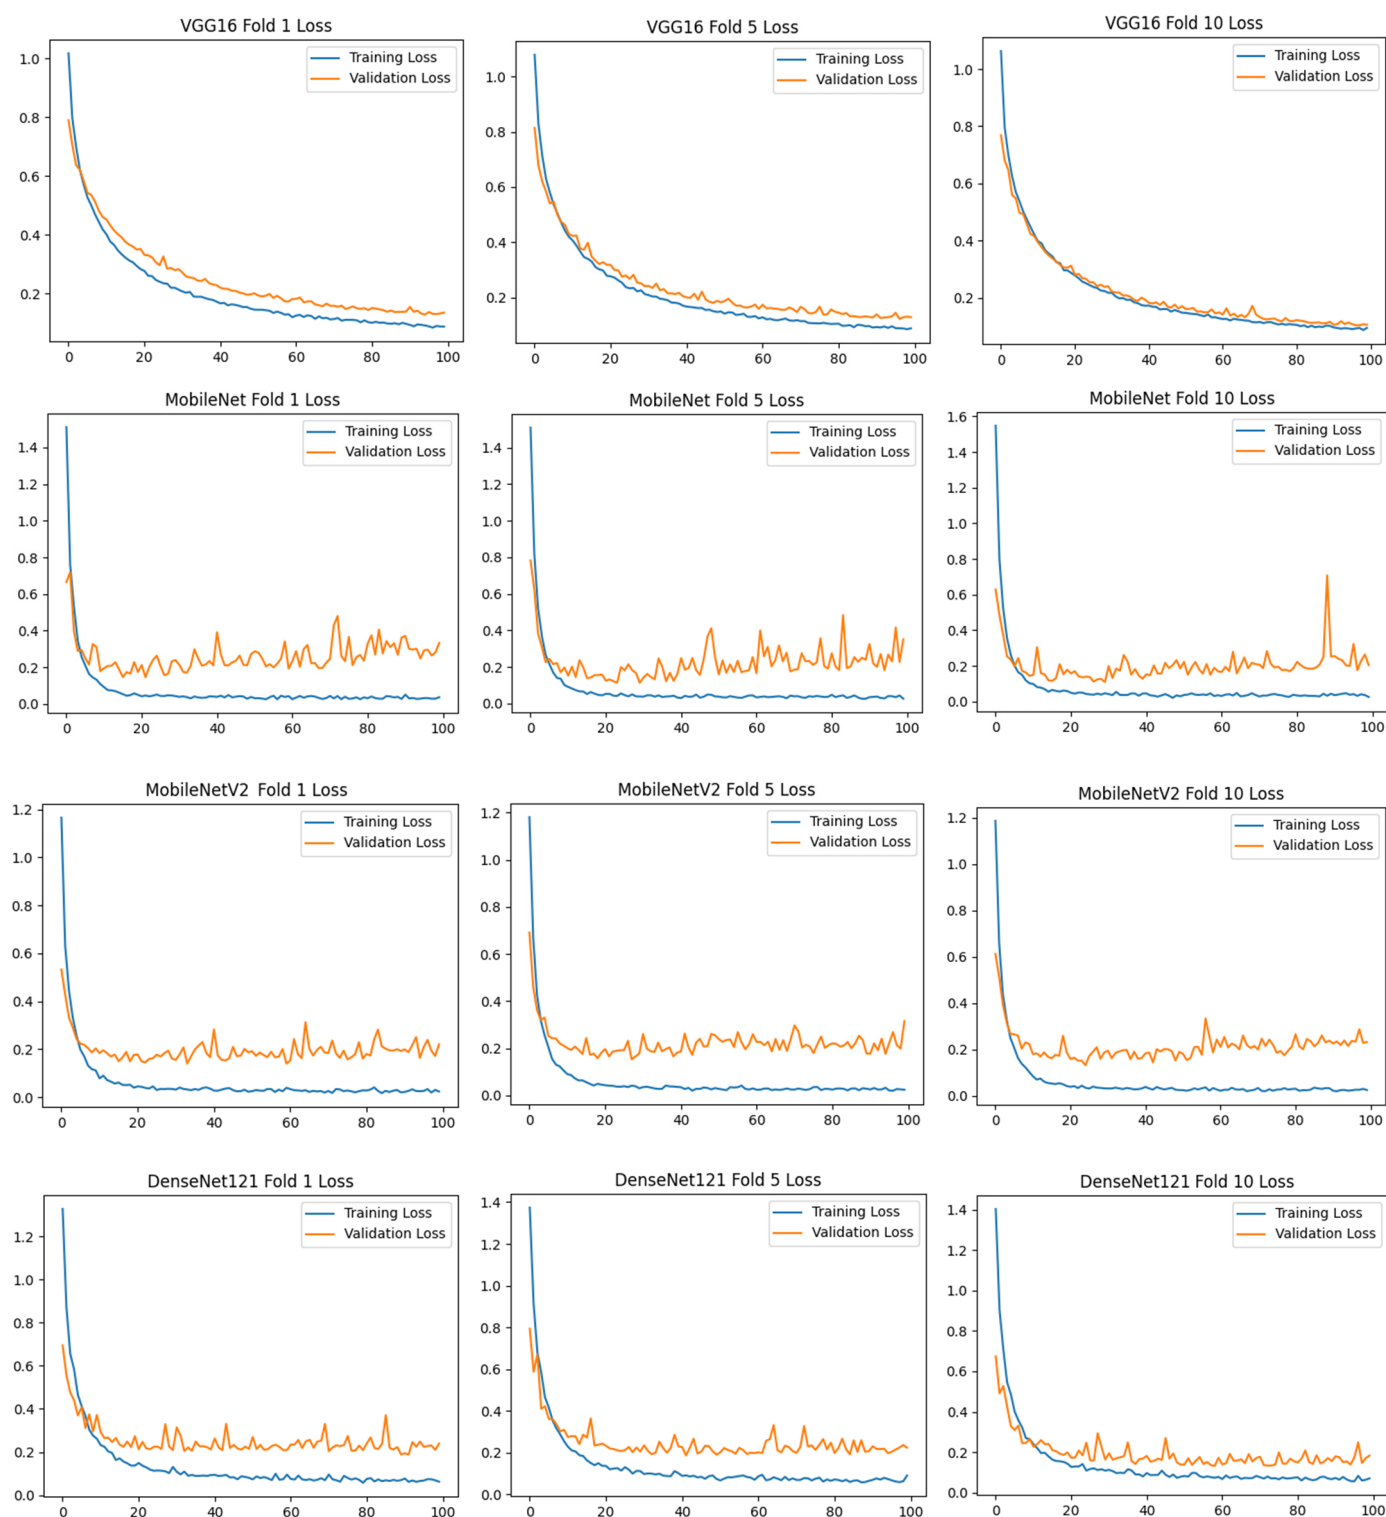 VGG16 Fold 1 Loss
1.0
0.8
0.6
0.4
0.2
0 20 40 60 80 100
Training Loss
Validation Loss
VGG16 Fold 5 Loss
1.0
0.8
0.6
0.4
0.2
0 20 40 60 80 100
Training Loss
Validation Loss
VGG16 Fold 10 Loss
1.0
0.8
0.6
0.4
0.2
0 20 40 60 80 100
Training Loss
Validation Loss
MobileNet Fold 1 Loss
1.4
1.2
1.0
0.8
0.6
0.4
0.2
0.0
0 20 40 60 80 100
Training Loss
Validation Loss
MobileNet Fold 5 Loss
1.4
1.2
1.0
0.8
0.6
0.4
0.2
0.0
0 20 40 60 80 100
Training Loss
Validation Loss
MobileNet Fold 10 Loss
1.6
1.4
1.2
1.0
0.8
0.6
0.4
0.2
0.0
0 20 40 60 80 100
Training Loss
Validation Loss
MobileNetV2 Fold 1 Loss
1.2
1.0
0.8
0.6
0.4
0.2
0.0
0 20 40 60 80 100
Training Loss
Validation Loss
MobileNetV2 Fold 5 Loss
1.2
1.0
0.8
0.6
0.4
0.2
0.0
0 20 40 60 80 100
Training Loss
Validation Loss
MobileNetV2 Fold 10 Loss
1.2
1.0
0.8
0.6
0.4
0.2
0.0
0 20 40 60 80 100
Training Loss
Validation Loss
DenseNet121 Fold 1 Loss
1.2
1.0
0.8
0.6
0.4
0.2
0.0
0 20 40 60 80 100
Training Loss
Validation Loss
DenseNet121 Fold 5 Loss
1.4
1.2
1.0
0.8
0.6
0.4
0.2
0.0
0 20 40 60 80 100
Training Loss
Validation Loss
DenseNet121 Fold 10 Loss
1.4
1.2
1.0
0.8
0.6
0.4
0.2
0.0
0 20 40 60 80 100
Training Loss
Validation Loss